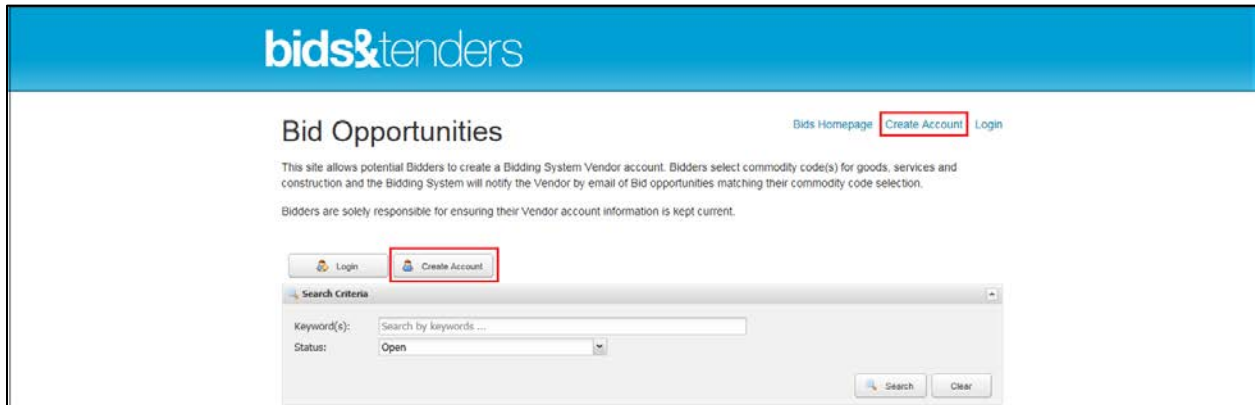 bids&tenders
Bid Opportunities
Bids Homepage Create Account Login
This site allows potential Bidders to create a Bidding System Vendor account. Bidders select commodity code(s) for goods, services and
construction and the Bidding System will notify the Vendor by email of Bid opportunities matching their commodity code selection.
Bidders are solely responsible for ensuring their Vendor account information is kept current.
Login Create Account
Search Criteria
Keyword(s): Search by keywords ...
Status: Open
Search Clear